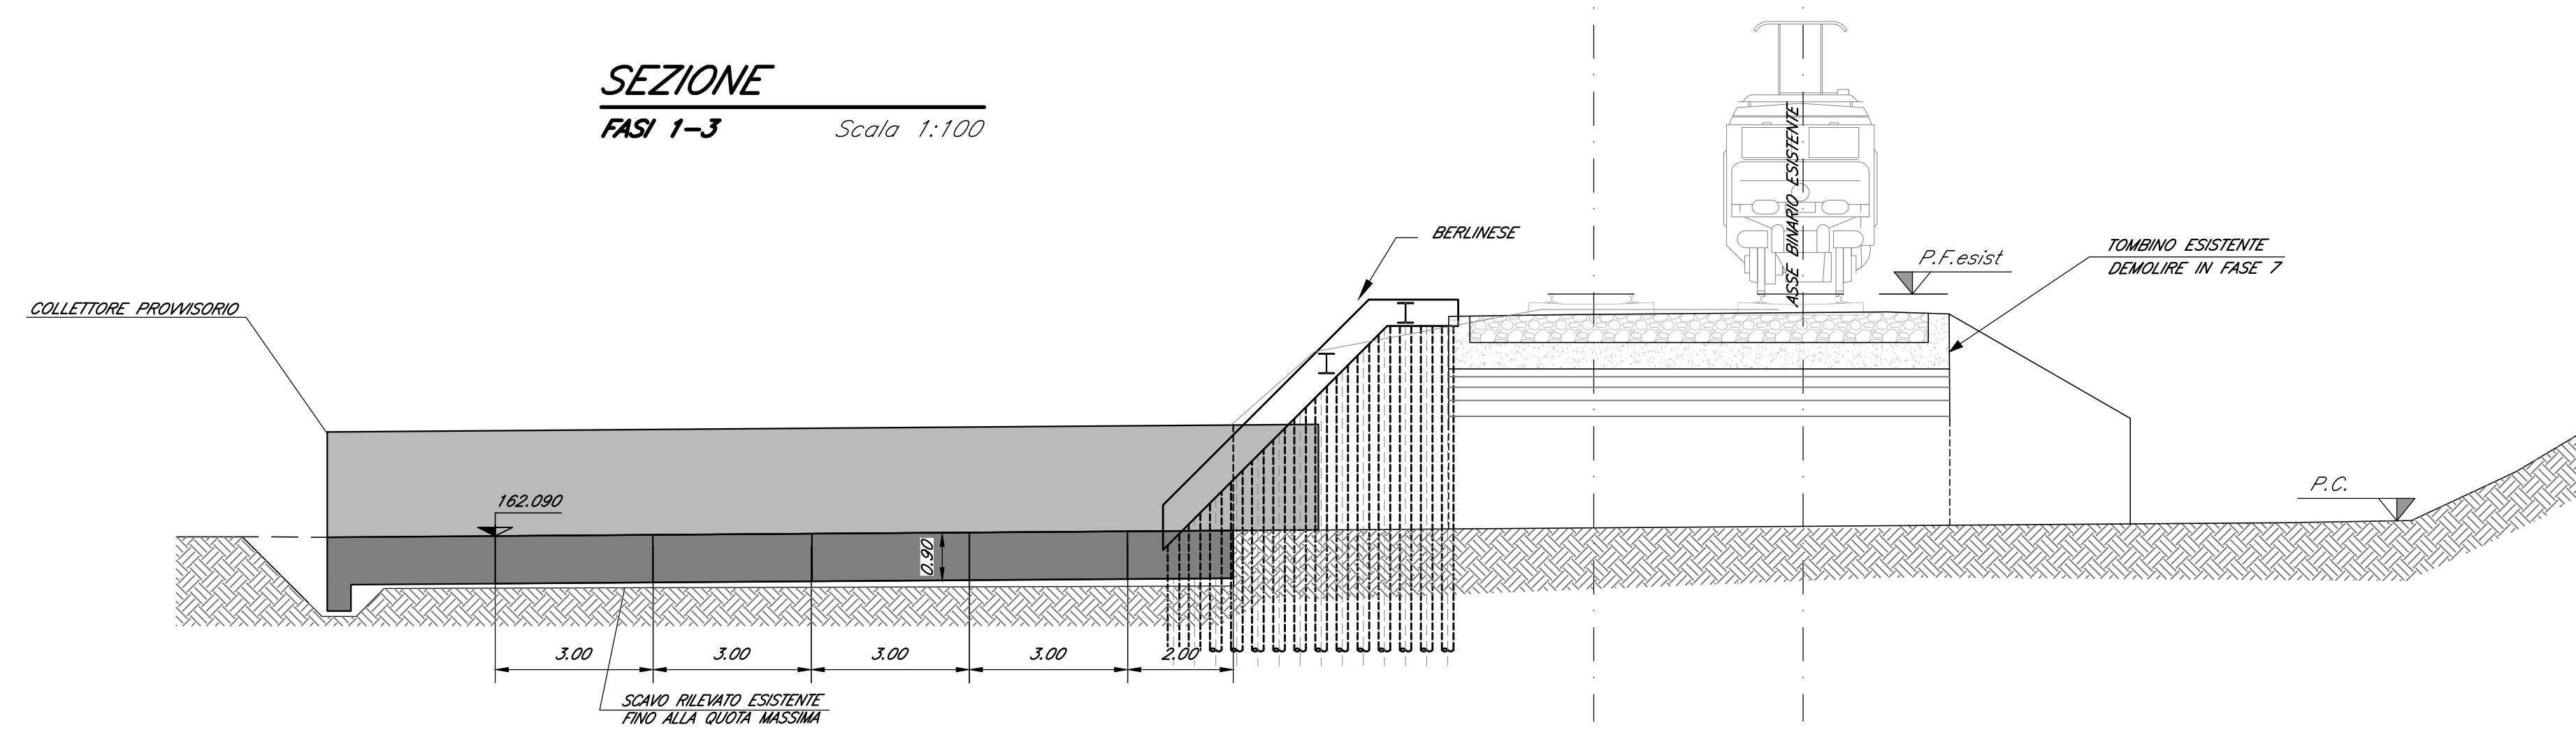 SEZIONE
FASI 1-3 Scala 1:100
ASSE BINARIO ESISTENTE
BERLINESE
P.F.esist
TOMBINO ESISTENTE
DEMOLIRE IN FASE 7
COLLETTORE PROVVISORIO
162.090
P.C.
0.90
3.00 3.00 3.00 3.00 2.00
SCAVO RILEVATO ESISTENTE
FINO ALLA QUOTA MASSIMA